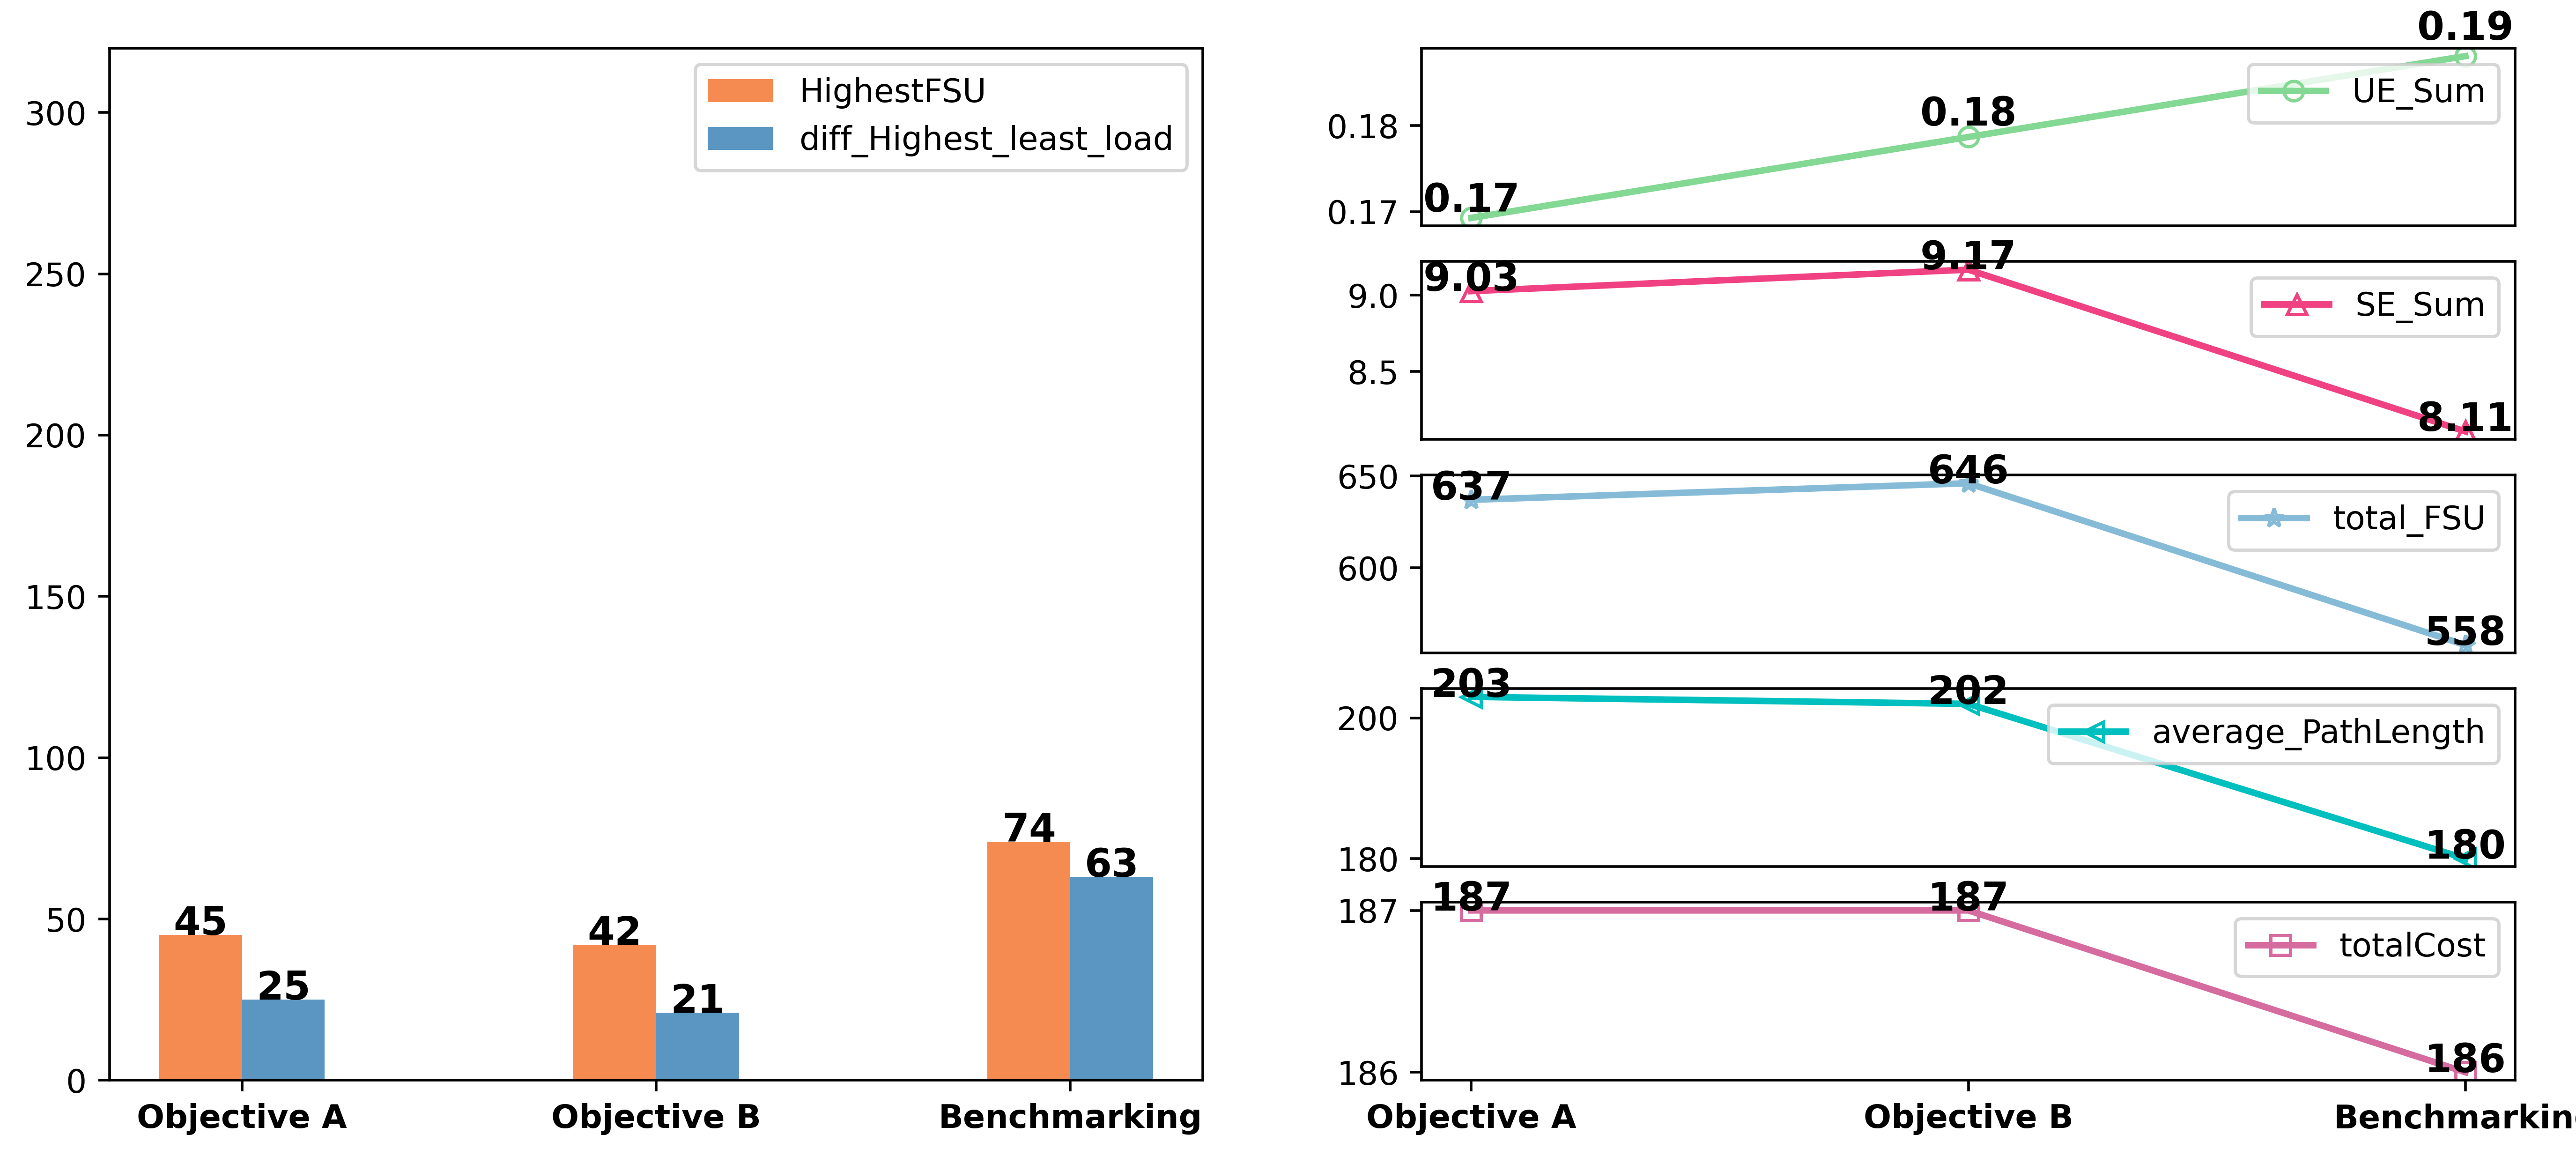 HighestFSU
diff_Highest_least_load
300
250
200
150
100
50
0
74
63
45
25
42
21
Objective A
Objective B
Benchmarking
0.19
UE_Sum
0.18
0.18
0.17
0.17
9.17
9.03
9.0
SE_Sum
8.5
8.11
650
637
646
total_FSU
600
558
203
202
200
average_PathLength
180
180
187
187
187
totalCost
186
186
Objective A
Objective B
Benchmarkin